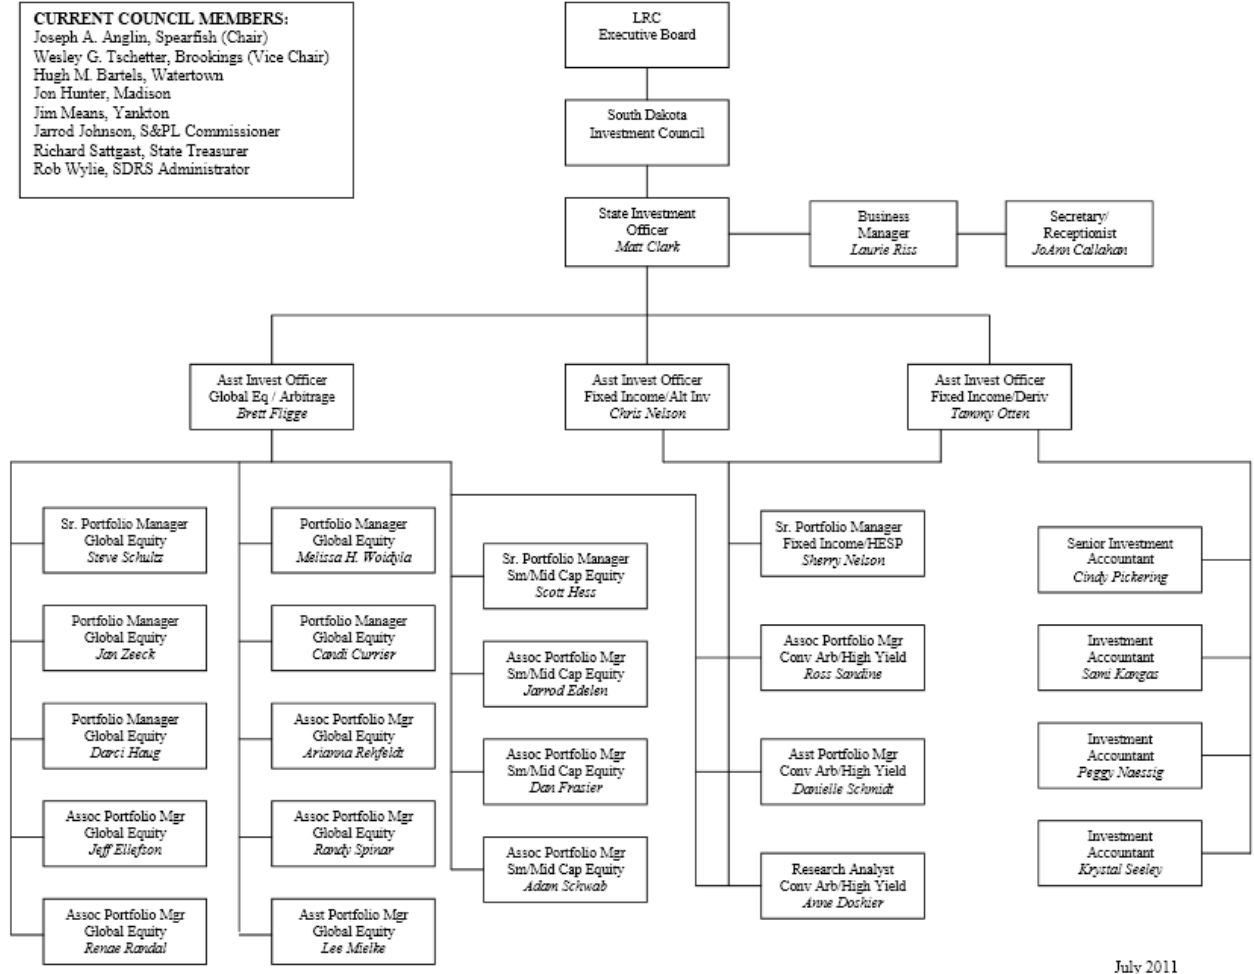 CURRENT COUNCIL MEMBERS:
Joseph A. Anglin, Spearfish (Chair)
Wesley G. Tschetter, Brookings (Vice Chair)
Hugh M. Bartels, Watertown
Jon Hunter, Madison
Jim Means, Yankton
Jarrod Johnson, S&PL Commissioner
Richard Sattgast, State Treasurer
Rob Wylie, SDRS Administrator
LRC
Executive Board
South Dakota
Investment Council
State Investment
Officer
Matt Clark
Business
Manager
Laurie Riss
Secretary/
Receptionist
JoAnn Callahan
Asst Invest Officer
Global Eq / Arbitrage
Brett Fligge
Asst Invest Officer
Fixed Income/Alt Inv
Chris Nelson
Asst Invest Officer
Fixed Income/Deriv
Tammy Otten
Sr. Portfolio Manager
Global Equity
Steve Schultz
Portfolio Manager
Global Equity
Jan Zeeck
Portfolio Manager
Global Equity
Darci Haug
Assoc Portfolio Mgr
Global Equity
Jeff Ellefson
Assoc Portfolio Mgr
Global Equity
Renae Randal
Portfolio Manager
Global Equity
Melissa H. Woidyla
Portfolio Manager
Global Equity
Candi Currier
Assoc Portfolio Mgr
Global Equity
Arianna Rehfeldt
Assoc Portfolio Mgr
Global Equity
Randy Spinar
Asst Portfolio Mgr
Global Equity
Lee Mielke
Sr. Portfolio Manager
Sm/Mid Cap Equity
Scott Hess
Assoc Portfolio Mgr
Sm/Mid Cap Equity
Jarrod Edelen
Assoc Portfolio Mgr
Sm/Mid Cap Equity
Dan Frasier
Assoc Portfolio Mgr
Sm/Mid Cap Equity
Adam Schwab
Sr. Portfolio Manager
Fixed Income/HESP
Sherry Nelson
Assoc Portfolio Mgr
Conv Arb/High Yield
Ross Sandine
Asst Portfolio Mgr
Conv Arb/High Yield
Danielle Schmidt
Research Analyst
Conv Arb/High Yield
Anne Doshier
Senior Investment
Accountant
Cindy Pickering
Investment
Accountant
Sami Kangas
Investment
Accountant
Peggy Naessig
Investment
Accountant
Krystal Seeley
July 2011